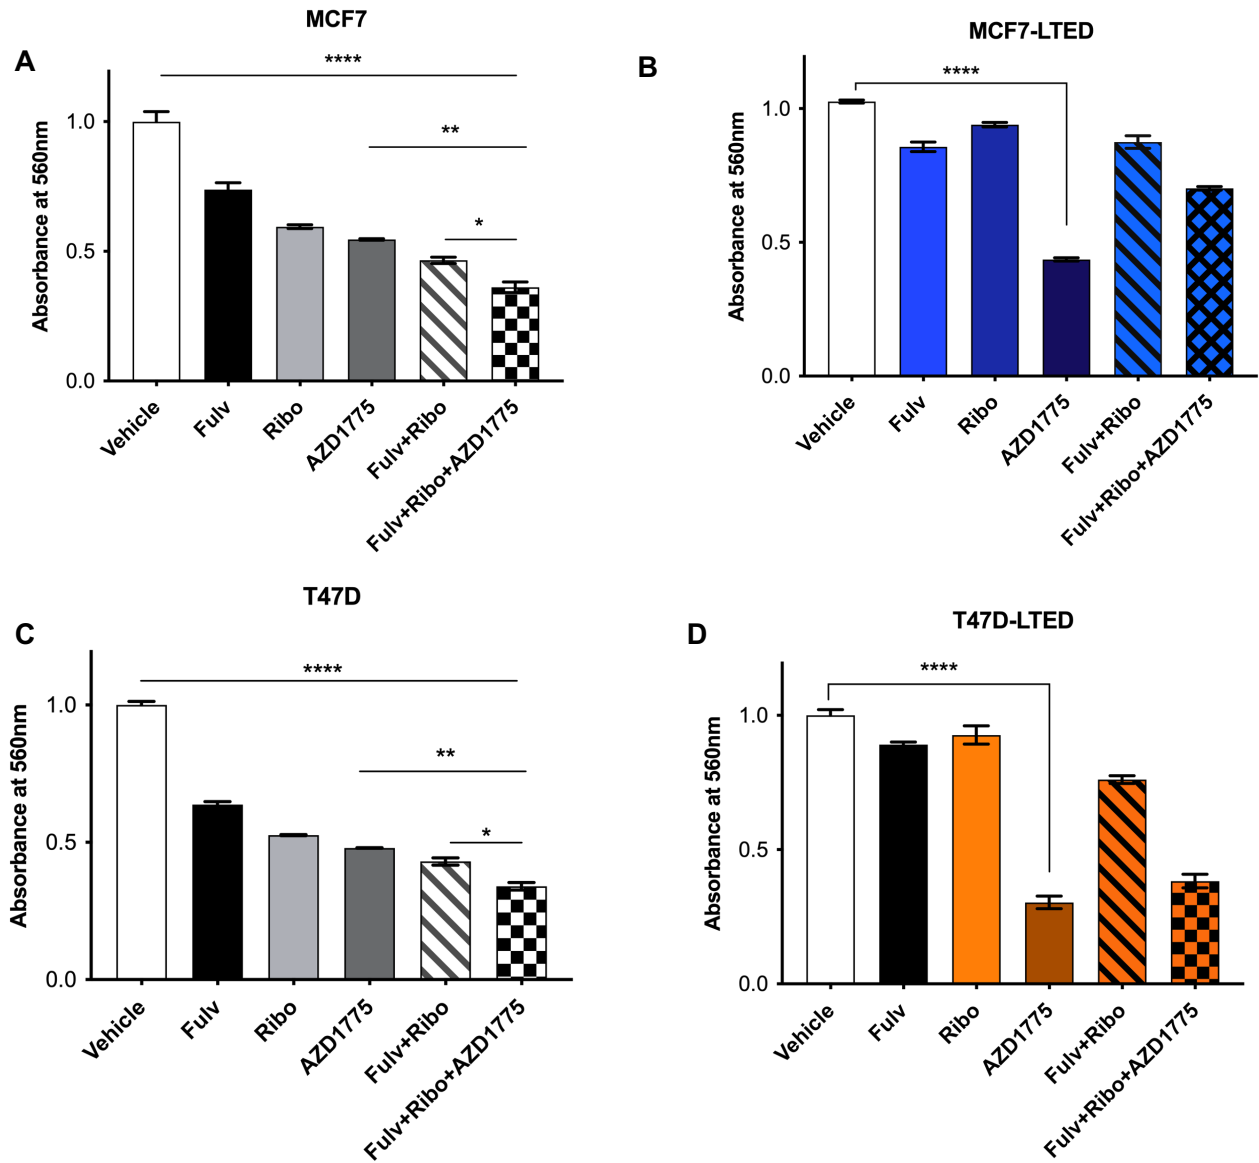 MCF7
A
****
**
*
Absorbance at 560nm
1.0
0.5
0.0
Vehicle
Fulv
Ribo
AZD1775
Fulv+Ribo
Fulv+Ribo+AZD1775
MCF7-LTED
B
****
Absorbance at 560nm
1.0
0.5
0.0
Vehicle
Fulv
Ribo
AZD1775
Fulv+Ribo
Fulv+Ribo+AZD1775
T47D
C
****
**
*
Absorbance at 560nm
1.0
0.5
0.0
Vehicle
Fulv
Ribo
AZD1775
Fulv+Ribo
Fulv+Ribo+AZD1775
T47D-LTED
D
****
Absorbance at 560nm
1.0
0.5
0.0
Vehicle
Fulv
Ribo
AZD1775
Fulv+Ribo
Fulv+Ribo+AZD1775